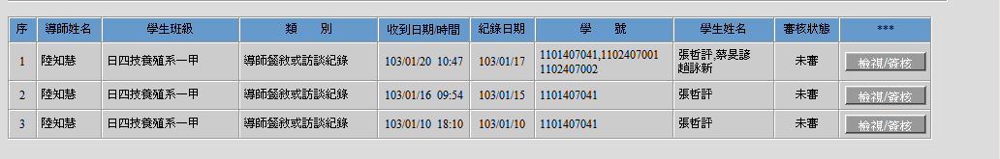 序 導師姓名 學生班級 類 別 收到日期/時間 紀錄日期 學 號 學生姓名 審核狀態 ***
1 陸知慧 日四技養殖系一甲 導師餐敘或訪談紀錄 103/01/20 10:47 103/01/17 1101407041,1102407001 張哲評,蔡旻諺 未審 檢視/簽核
1102407002 趙詠新
2 陸知慧 日四技養殖系一甲 導師餐敘或訪談紀錄 103/01/16 09:54 103/01/15 1101407041 張哲評 未審 檢視/簽核
3 陸知慧 日四技養殖系一甲 導師餐敘或訪談紀錄 103/01/10 18:10 103/01/10 1101407041 張哲評 未審 檢視/簽核